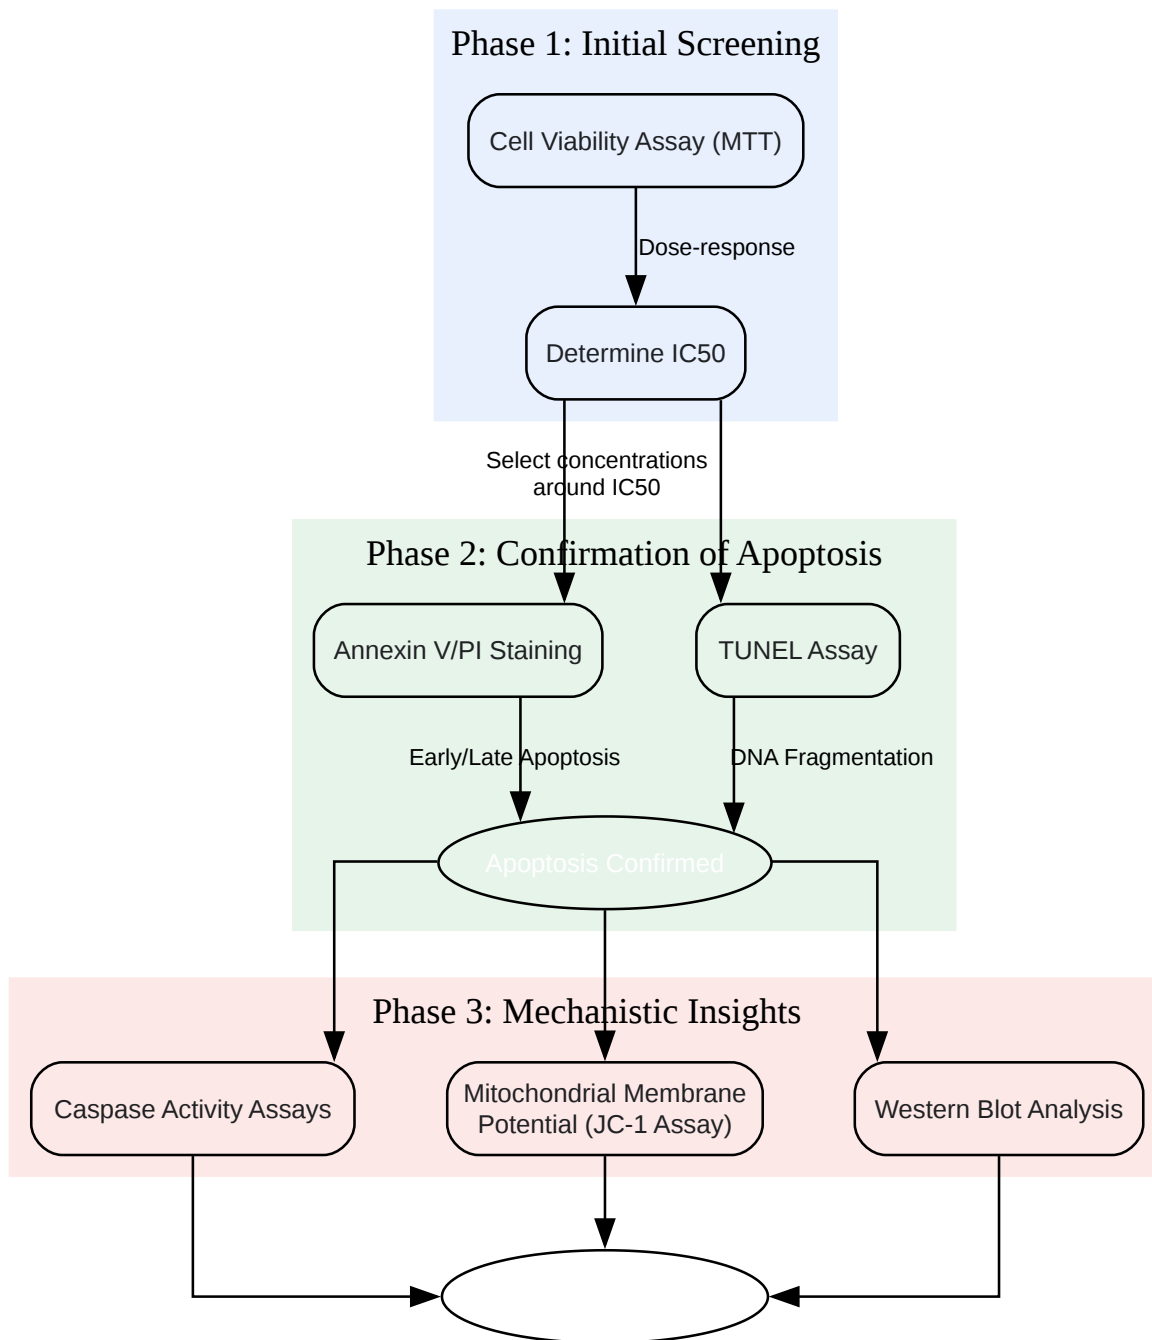 Phase 1: Initial Screening
Cell Viability Assay (MTT)
Dose-response
Determine IC50
Select concentrations
around IC50
Phase 2: Confirmation of Apoptosis
Annexin V/PI Staining
TUNEL Assay
Early/Late Apoptosis
DNA Fragmentation
Apoptosis Confirmed
Phase 3: Mechanistic Insights
Caspase Activity Assays
Mitochondrial Membrane
Potential (JC-1 Assay)
Western Blot Analysis